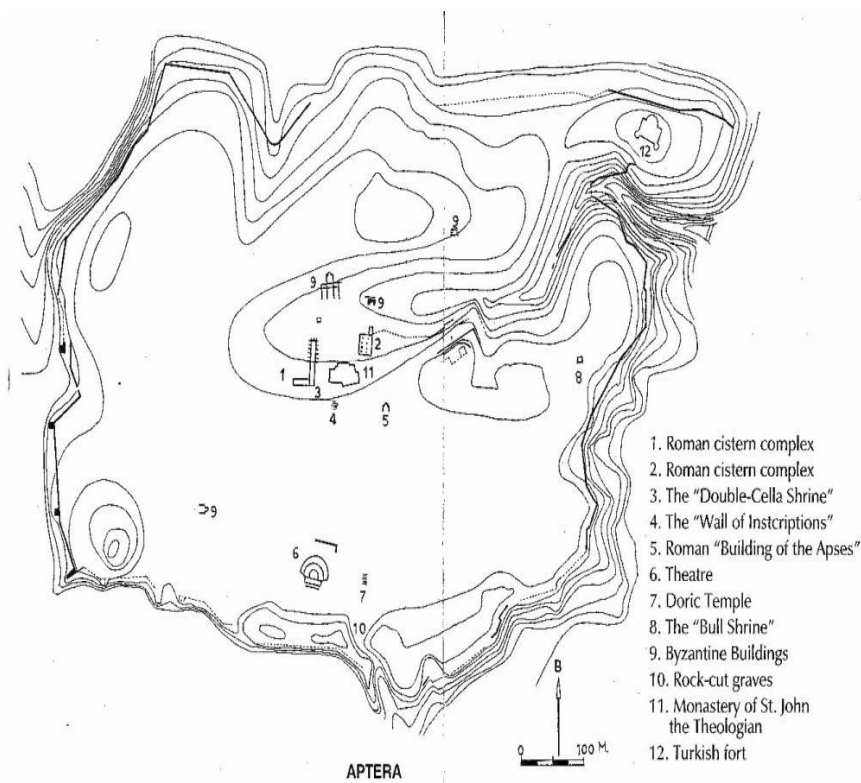 12
9
9
2
1
11
3
4
5
8
9
6
7
10
1. Roman cistern complex
2. Roman cistern complex
3. The "Double-Cella Shrine"
4. The "Wall of Instcriptions"
5. Roman "Building of the Apses"
6. Theatre
7. Doric Temple
8. The "Bull Shrine"
9. Byzantine Buildings
10. Rock-cut graves
11. Monastery of St. John
the Theologian
12. Turkish fort
B
0 100 M.
APTERA